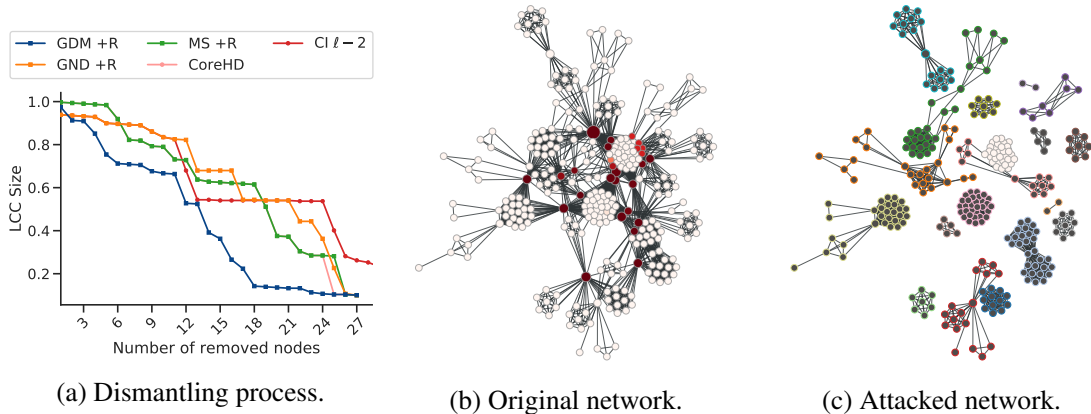 GDM +R
MS +R
CI ℓ − 2
GND +R
CoreHD
LCC Size
1.0
0.8
0.6
0.4
0.2
3 6 9 12 15 18 21 24 27
Number of removed nodes
(a) Dismantling process.
(b) Original network.
(c) Attacked network.